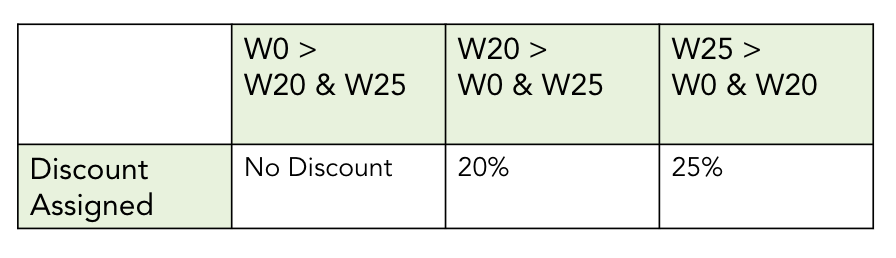 W0 >
W20 & W25
W20 >
W0 & W25
W25 >
W0 & W20
Discount
Assigned
No Discount
20%
25%